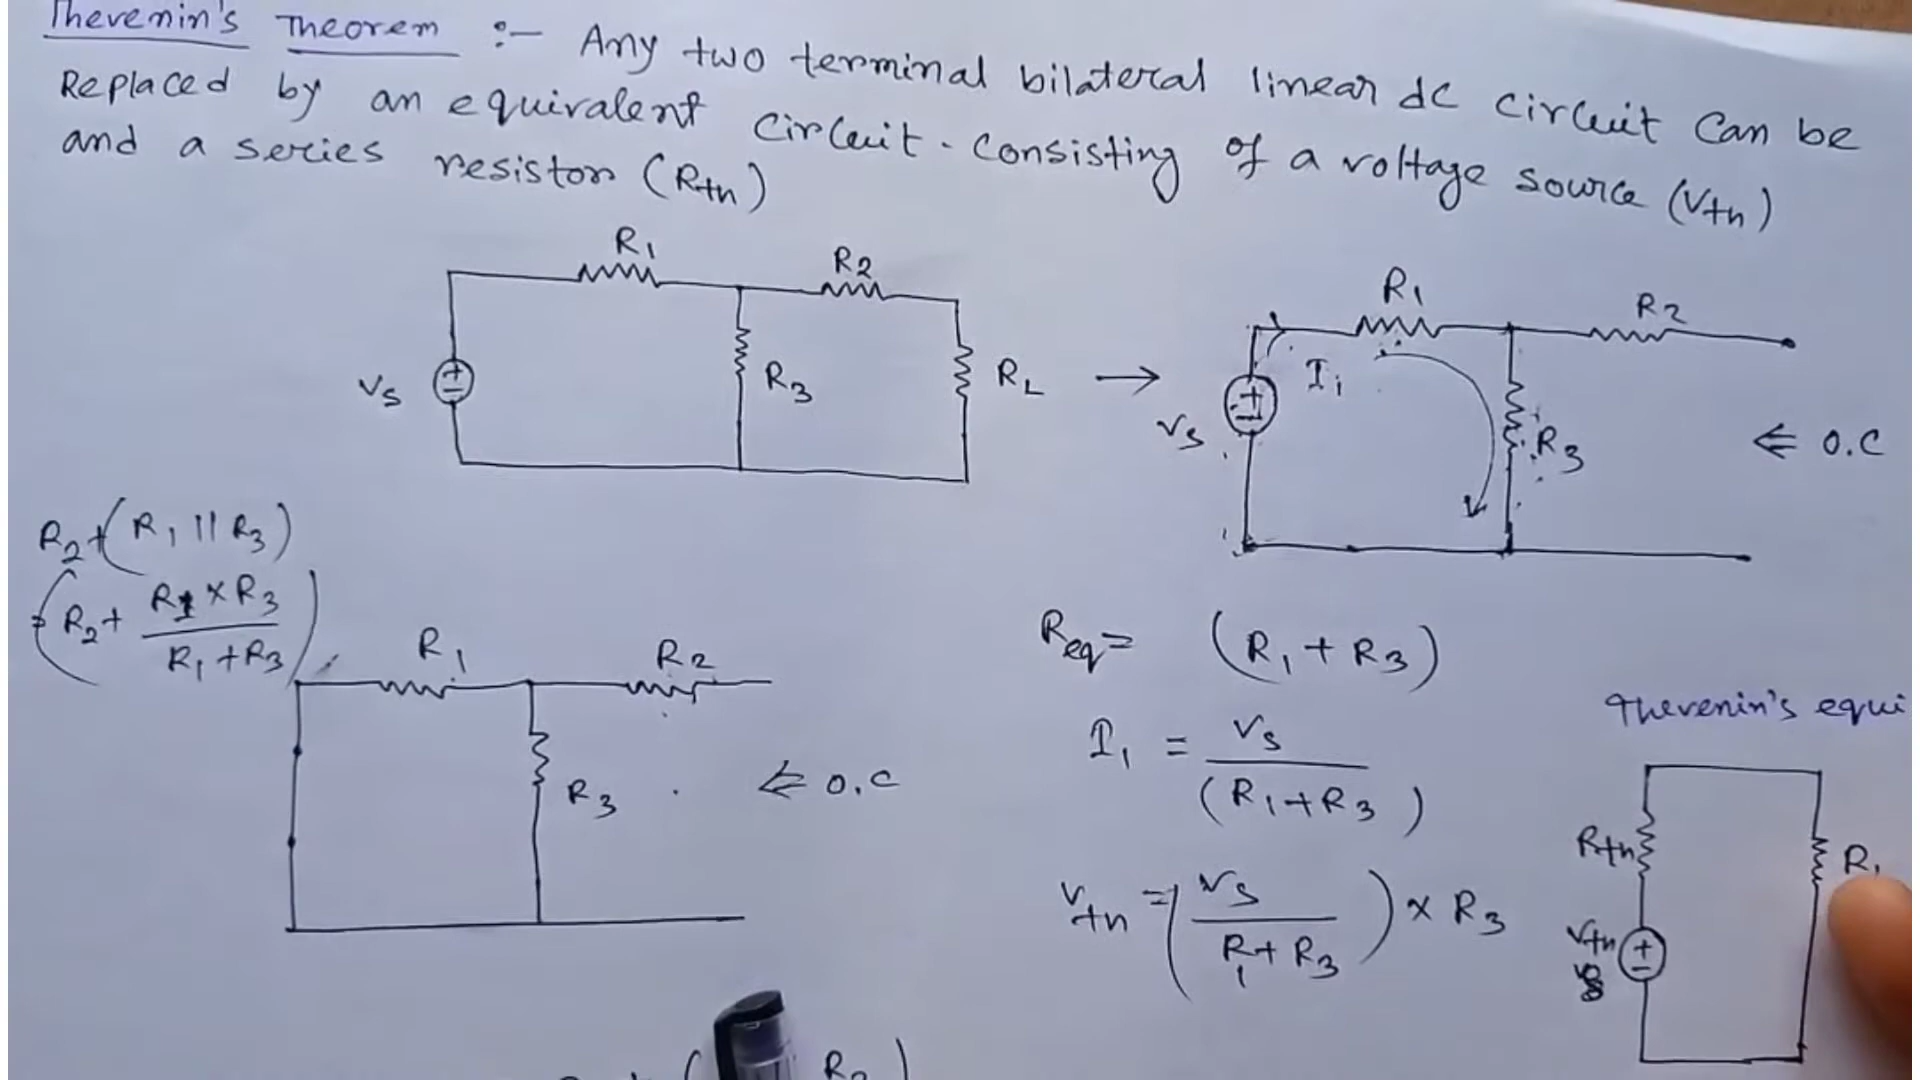 Thevenin's Theorem :- Any two terminal bilateral linear dc circuit Can be
Replaced by an equivalent circuit. consisting of a voltage source (Vth)
and a series resistor (Rth)
R1
R2
Vs
R3
RL
→
R1
R2
Vs
I1
R3
⇐ O.C
R2+(R1 || R3)
= (R2 + R1 × R3 / R1 + R3)
R1
R2
R3
⇐ O.C
Req = (R1 + R3)
I1 = Vs / (R1 + R3)
Vth = (Vs / R1 + R3) × R3
Thevenin's equi
Rth
Vth